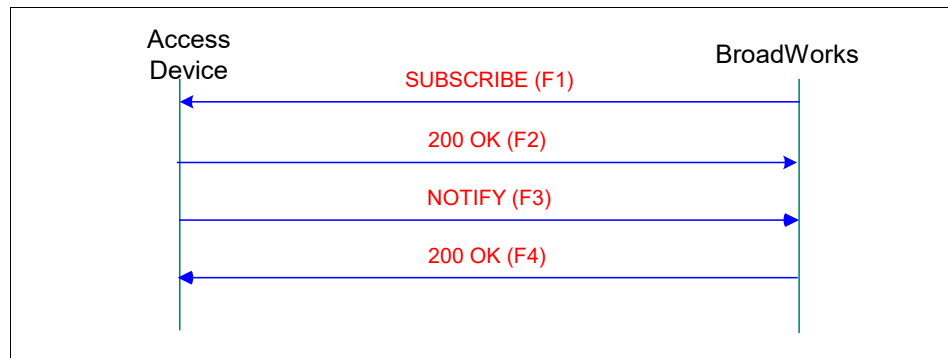 Access
Device
BroadWorks
SUBSCRIBE (F1)
200 OK (F2)
NOTIFY (F3)
200 OK (F4)